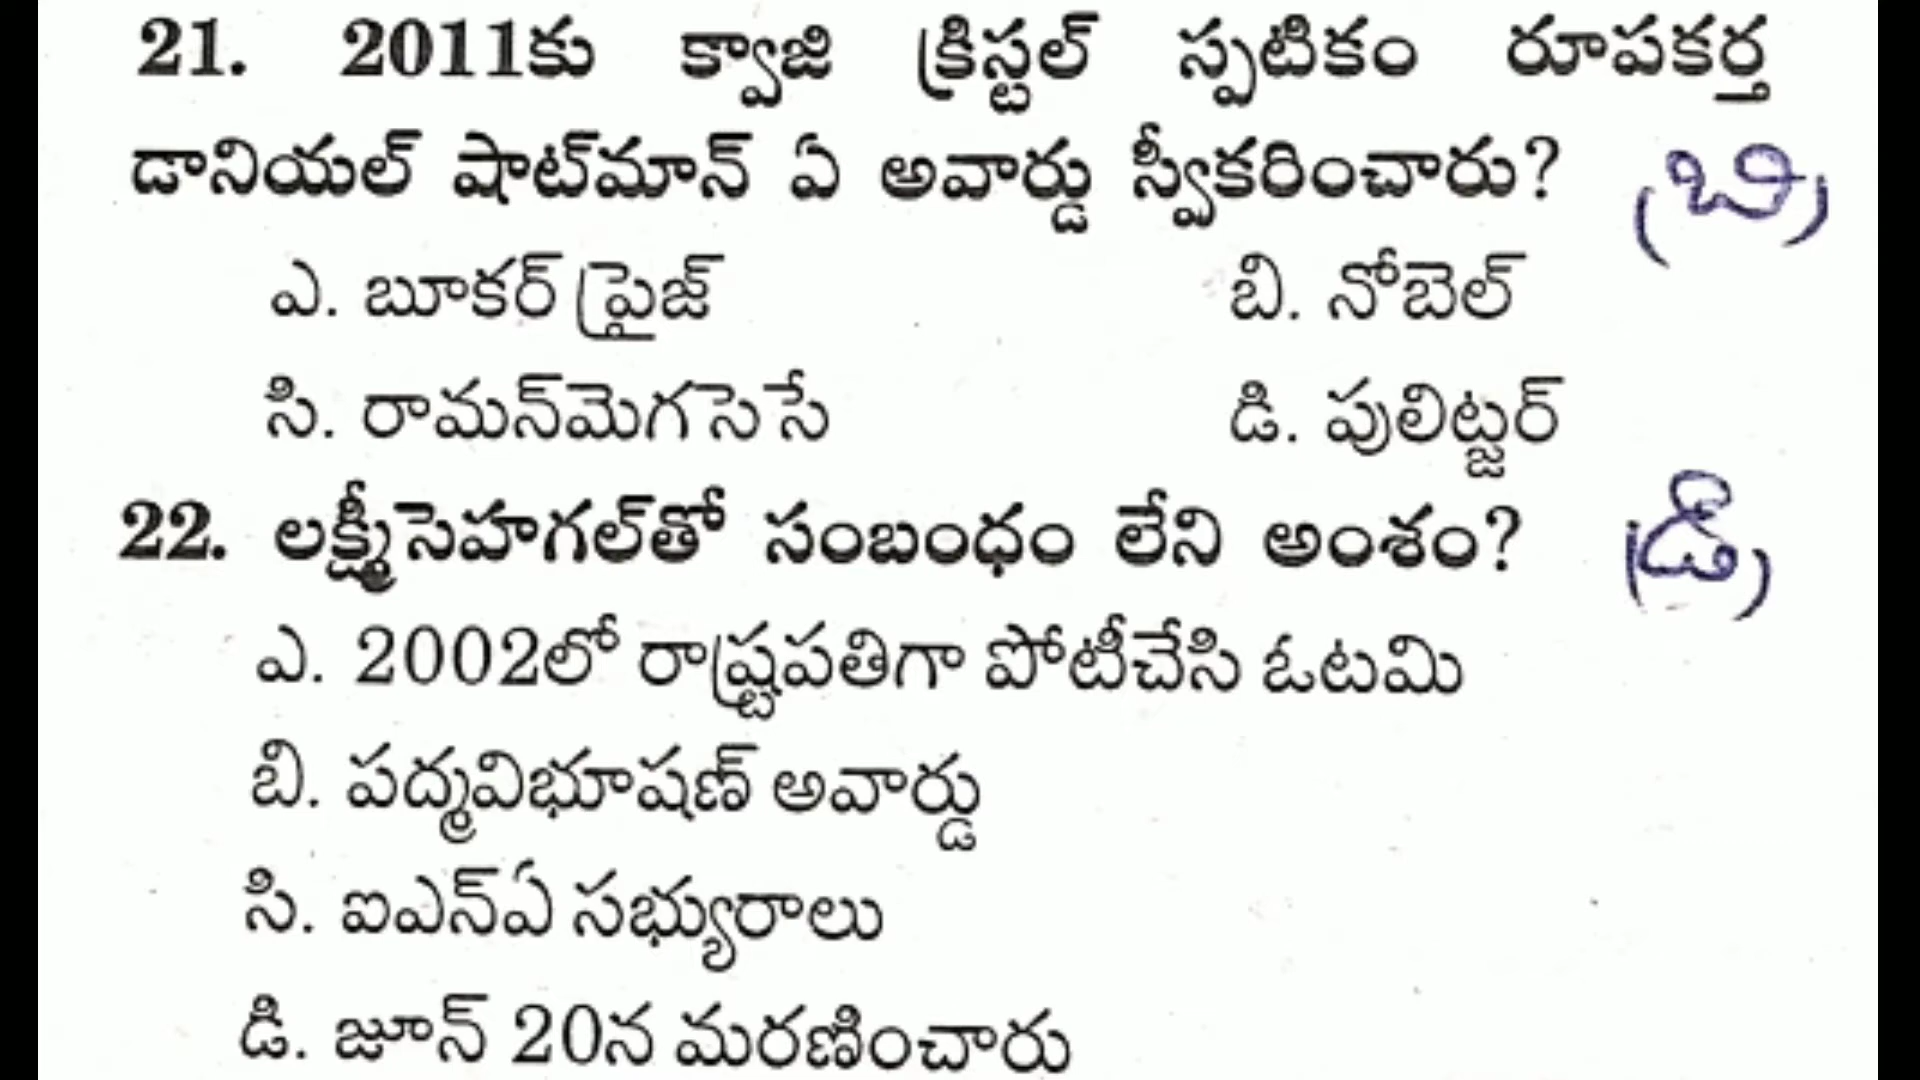 21. 2011కు క్వాజి క్రిస్టల్ స్పటికం రూపకర్త
డానియల్ షాట్‌మాన్ ఏ అవార్డు స్వీకరించారు? (బి)
ఎ. బూకర్ ప్రైజ్ బి. నోబెల్
సి. రామన్‌మెగసెసే డి. పులిట్జర్
22. లక్ష్మీసెహగల్‌తో సంబంధం లేని అంశం? (డి)
ఎ. 2002లో రాష్ట్రపతిగా పోటీచేసి ఓటమి
బి. పద్మవిభూషణ్ అవార్డు
సి. ఐఎన్ఏ సభ్యురాలు
డి. జూన్ 20న మరణించారు